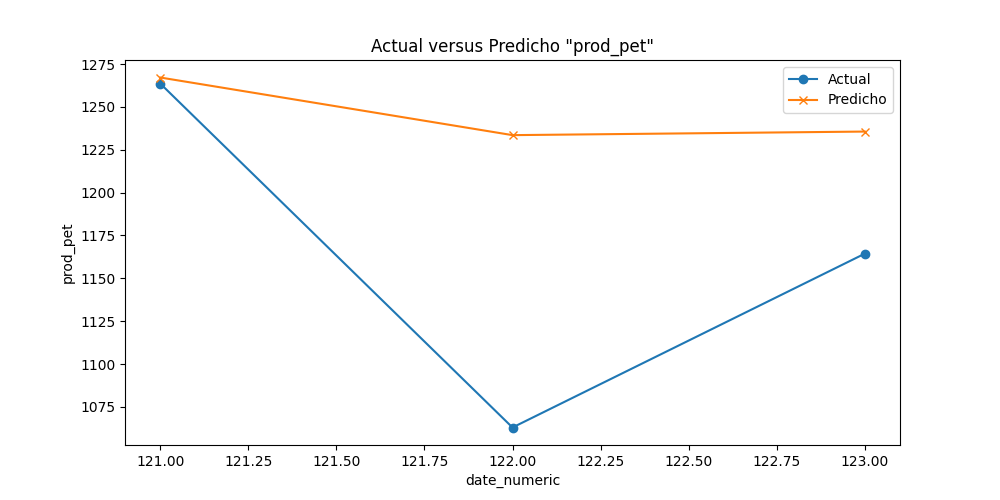 Actual versus Predicho "prod_pet"
Actual
Predicho
1275
1250
1225
1200
1175
1150
1125
1100
1075
prod_pet
121.00 121.25 121.50 121.75 122.00 122.25 122.50 122.75 123.00
date_numeric